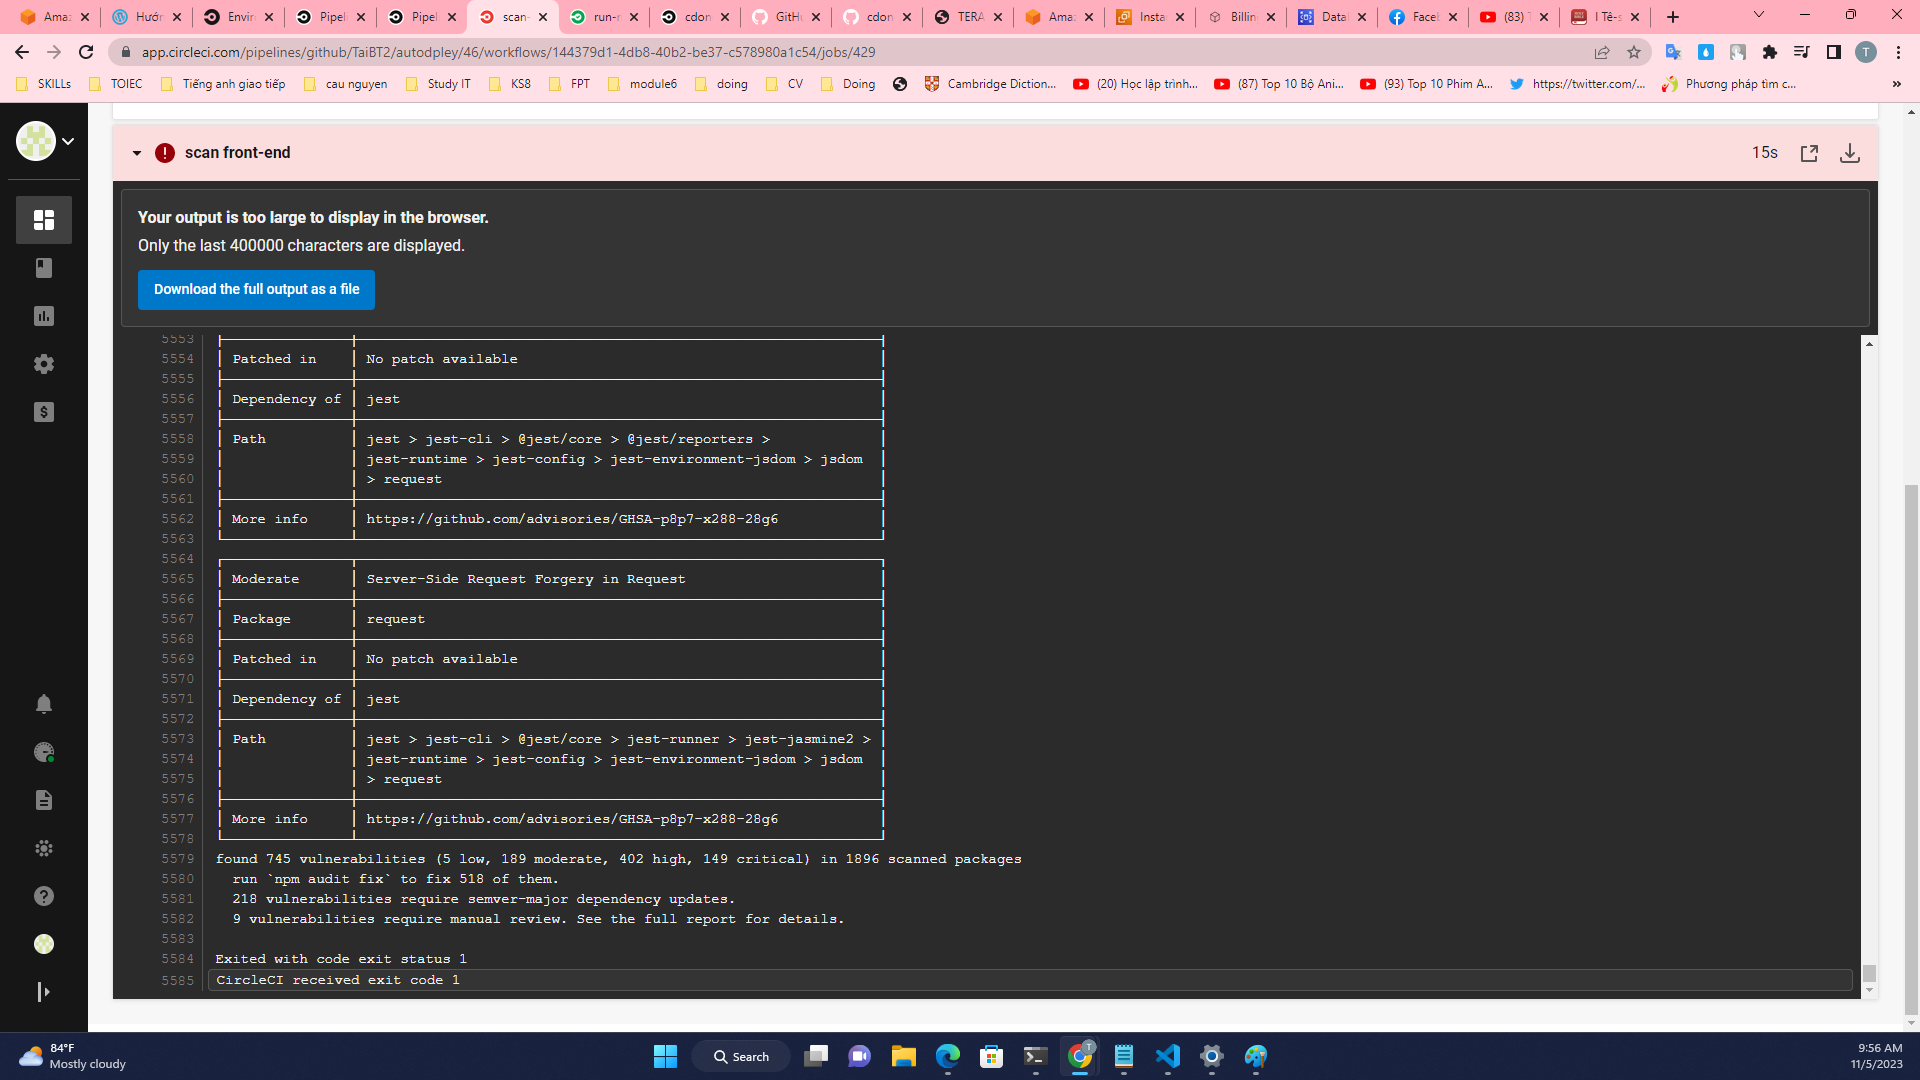 Amaz
Hướn
Envir
Pipeli
Pipel
scan-
run-r
cdon
GitHu
cdon
TERA
Amaz
Insta
Billin
Datal
Facel
(83) T
I Tê-s
app.circleci.com/pipelines/github/TaiBT2/autodpley/46/workflows/144379d1-4db8-40b2-be37-c578980a1c54/jobs/429
T
SKILLs
TOIEC
Tiếng anh giao tiếp
cau nguyen
Study IT
KS8
FPT
module6
doing
CV
Doing
Cambridge Diction...
(20) Học lập trình...
(87) Top 10 Bộ Ani...
(93) Top 10 Phim A...
https://twitter.com/...
Phương pháp tìm c...
»
scan front-end
15s
Your output is too large to display in the browser.
Only the last 400000 characters are displayed.
Download the full output as a file
5553
5554 Patched in No patch available
5555
5556 Dependency of jest
5557
5558 Path jest > jest-cli > @jest/core > @jest/reporters >
5559 jest-runtime > jest-config > jest-environment-jsdom > jsdom
5560 > request
5561
5562 More info https://github.com/advisories/GHSA-p8p7-x288-28g6
5563
5564
5565 Moderate Server-Side Request Forgery in Request
5566
5567 Package request
5568
5569 Patched in No patch available
5570
5571 Dependency of jest
5572
5573 Path jest > jest-cli > @jest/core > jest-runner > jest-jasmine2 >
5574 jest-runtime > jest-config > jest-environment-jsdom > jsdom
5575 > request
5576
5577 More info https://github.com/advisories/GHSA-p8p7-x288-28g6
5578
5579 found 745 vulnerabilities (5 low, 189 moderate, 402 high, 149 critical) in 1896 scanned packages
5580 run `npm audit fix` to fix 518 of them.
5581 218 vulnerabilities require semver-major dependency updates.
5582 9 vulnerabilities require manual review. See the full report for details.
5583
5584 Exited with code exit status 1
5585 CircleCI received exit code 1
84°F
Mostly cloudy
Search
T
9:56 AM
11/5/2023